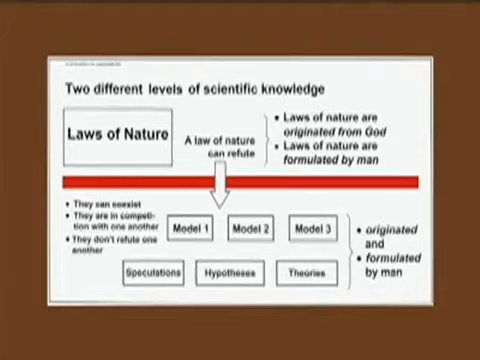 Two different levels of scientific knowledge
Laws of Nature
A law of nature
can refute
• Laws of nature are
originated from God
• Laws of nature are
formulated by man
• They can coexist
• They are in competi-
tion with one another
• They don't refute one
another
Model 1
Model 2
Model 3
Speculations
Hypotheses
Theories
• originated
and
• formulated
by man